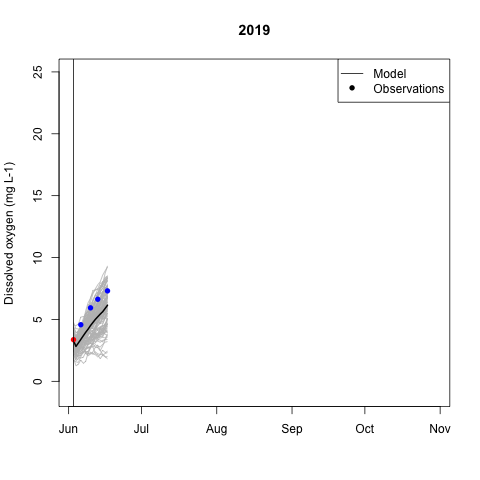 2019
Model
Observations
Dissolved oxygen (mg L-1)
25
20
15
10
5
0
Jun Jul Aug Sep Oct Nov